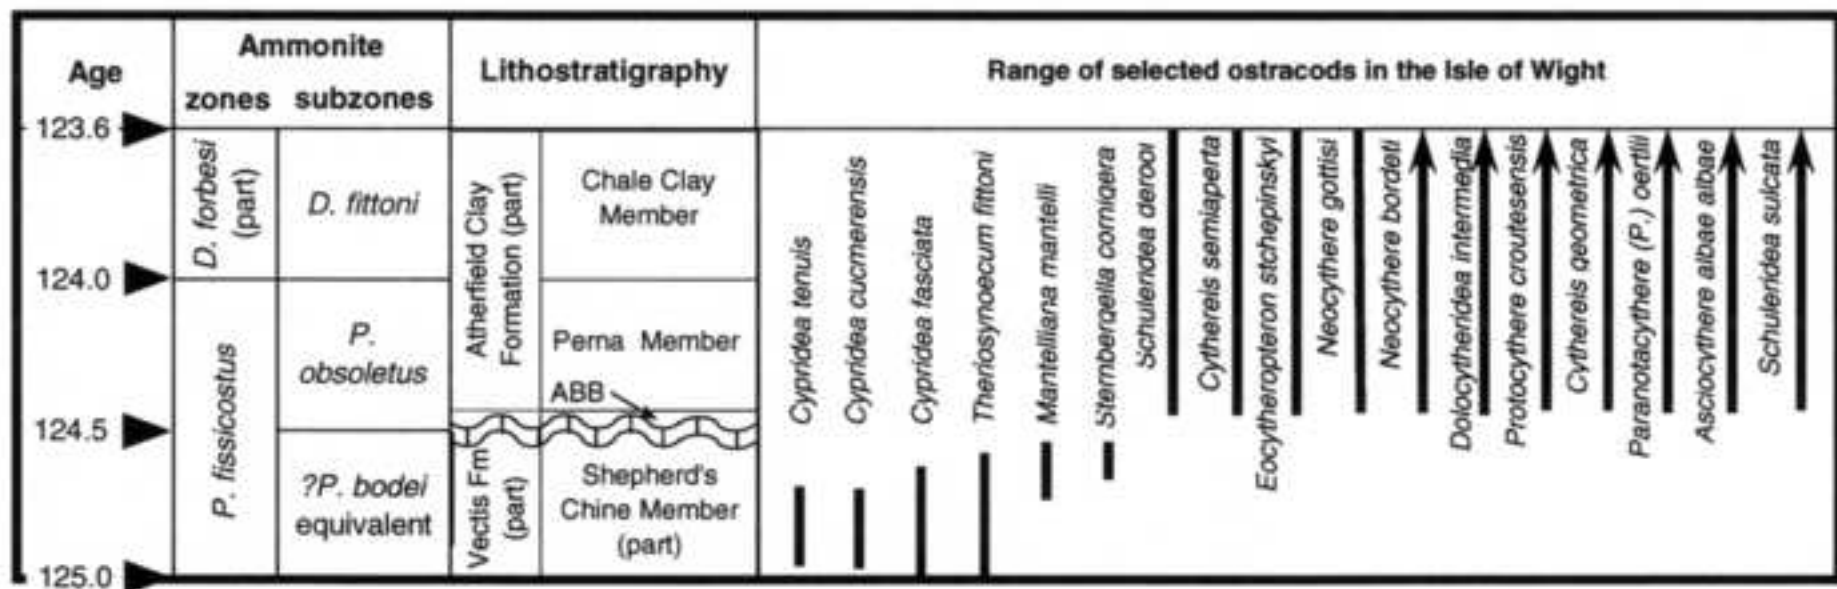 Age
Ammonite
zones subzones
Lithostratigraphy
Range of selected ostracods in the Isle of Wight
123.6
124.0
124.5
125.0
D. forbesi
(part)
P. fissicostus
D. fittoni
P.
obsoletus
?P. bodei
equivalent
Atherfield Clay
Formation (part)
Vectis Fm
(part)
Chale Clay
Member
Perna Member
ABB
Shepherd's
Chine Member
(part)
Cypridea tenuis
Cypridea cucmerensis
Cypridea fasciata
Theriosynoecum fittoni
Mantelliana mantelli
Sternbergella cornigera
Schuleridea derooi
Cythereis semiaperta
Eocytheropteron stchepinskyi
Neocythere gottisi
Neocythere bordeti
Dolocytheridea intermedia
Protocythere croutesensis
Cythereis geometrica
Paranotacythere (P.) oertlii
Asciocythere albae albae
Schuleridea sulcata